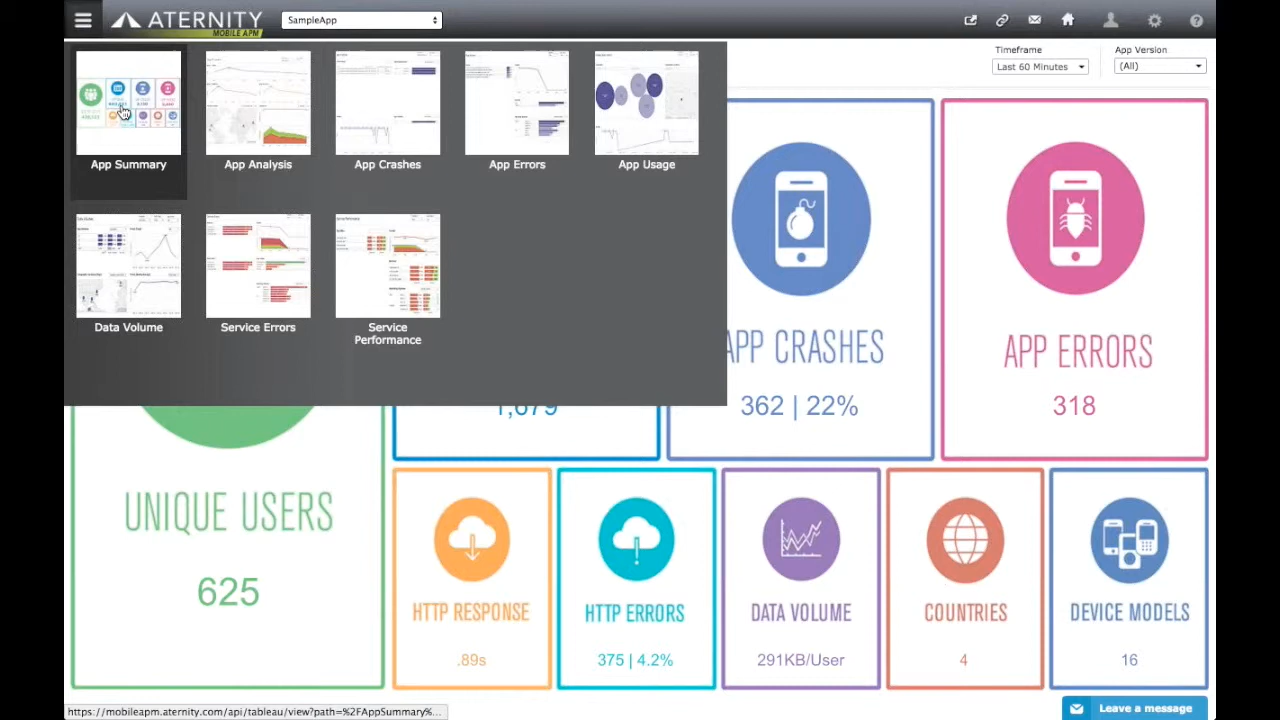 ATERNITY
MOBILE APM
SampleApp
Timeframe
Last 60 Minutes
App Version
(All)
App Summary
App Analysis
App Crashes
App Errors
App Usage
Data Volume
Service Errors
Service
Performance
APP CRASHES
362 | 22%
APP ERRORS
318
1,679
UNIQUE USERS
625
HTTP RESPONSE
.89s
HTTP ERRORS
375 | 4.2%
DATA VOLUME
291KB/User
COUNTRIES
4
DEVICE MODELS
16
https://mobileapm.aternity.com/api/tableau/view?path=%2FAppSummary%...
Leave a message